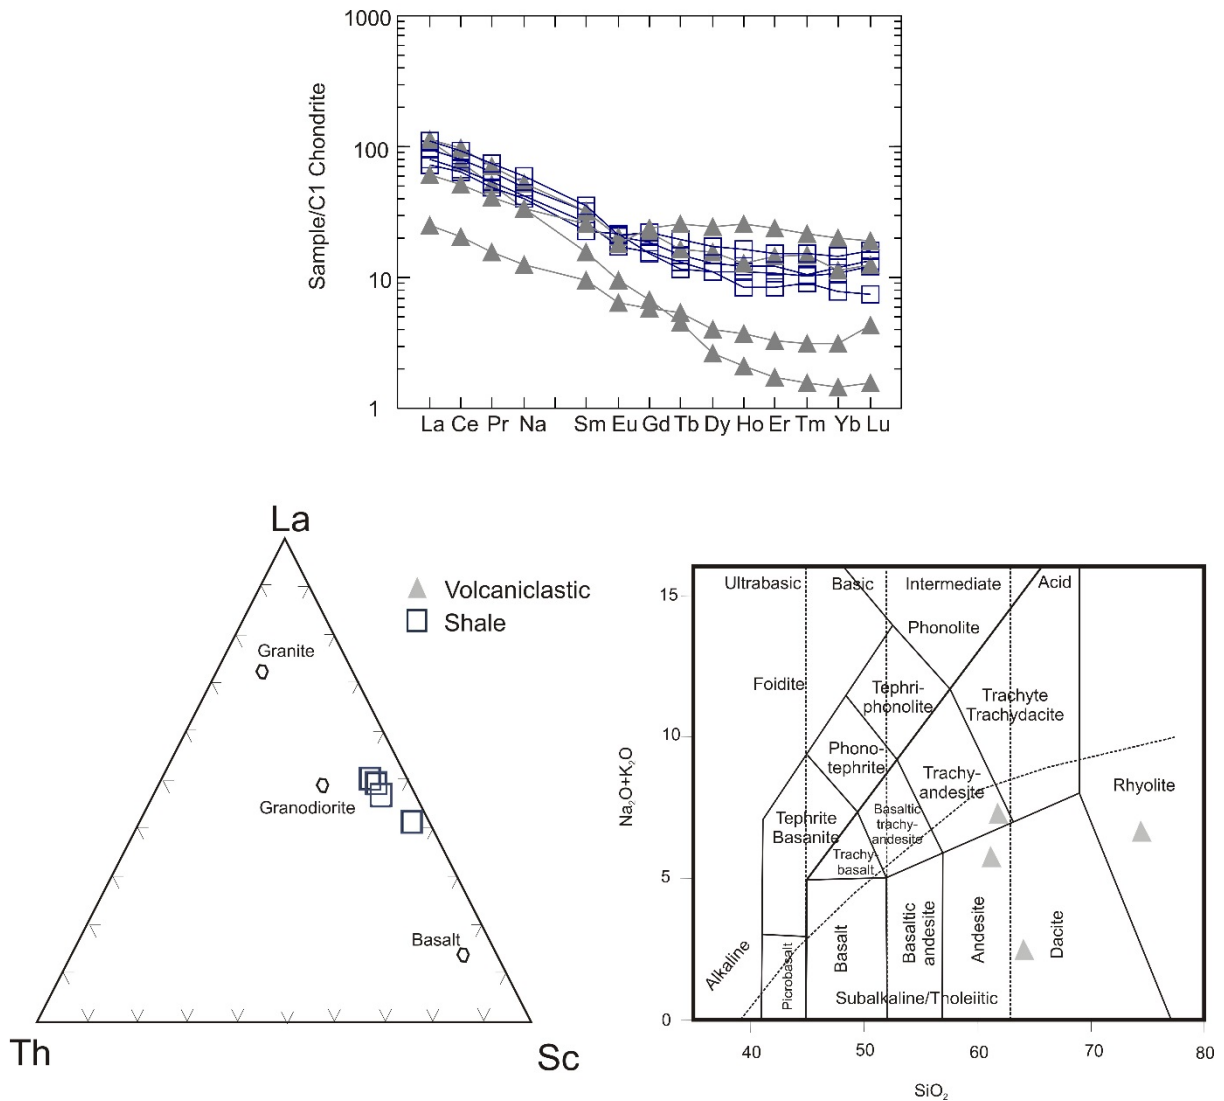 1000
100
10
1
Sample/C1 Chondrite
La Ce Pr Na Sm Eu Gd Tb Dy Ho Er Tm Yb Lu
La
Th
Sc
Granite
Granodiorite
Basalt
Volcaniclastic
Shale
15
10
5
0
Na₂O+K₂O
Ultrabasic
Basic
Intermediate
Acid
Phonolite
Foidite
Tephri-
phonolite
Trachyte
Trachydacite
Phono-
tephrite
Trachy-
andesite
Rhyolite
Tephrite
Basanite
Basaltic
trachy-
andesite
Trachy-
basalt
Alkaline
Picrobasalt
Basalt
Basaltic
andesite
Andesite
Dacite
Subalkaline/Tholeiitic
40 50 60 70 80
SiO₂